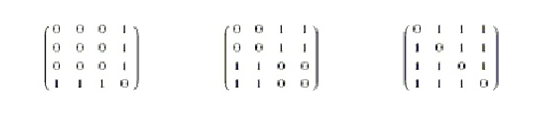 0 0 0 1 0 0 1 1 0 1 1 1
0 0 0 1 0 0 1 1 1 0 1 1
0 0 0 1 1 1 0 0 1 1 0 1
1 1 1 0 1 1 0 0 1 1 1 0